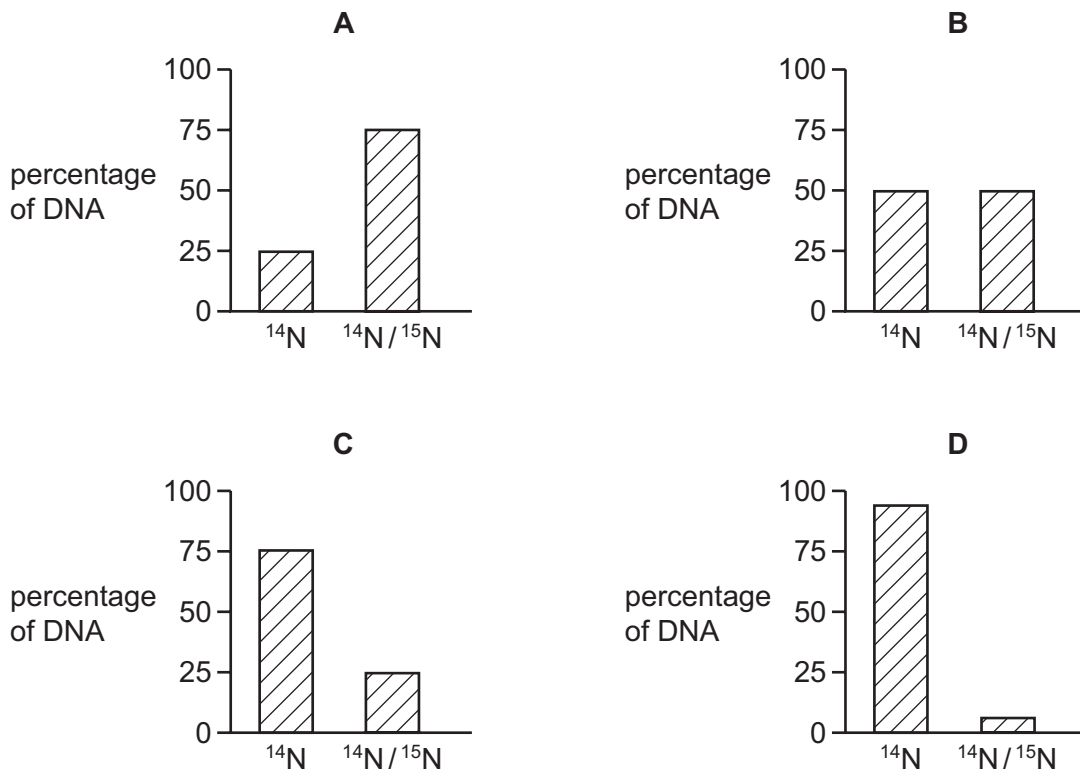 A
100
75
50
25
0
percentage
of DNA
¹⁴N
¹⁴N / ¹⁵N
B
100
75
50
25
0
percentage
of DNA
¹⁴N
¹⁴N / ¹⁵N
C
100
75
50
25
0
percentage
of DNA
¹⁴N
¹⁴N / ¹⁵N
D
100
75
50
25
0
percentage
of DNA
¹⁴N
¹⁴N / ¹⁵N